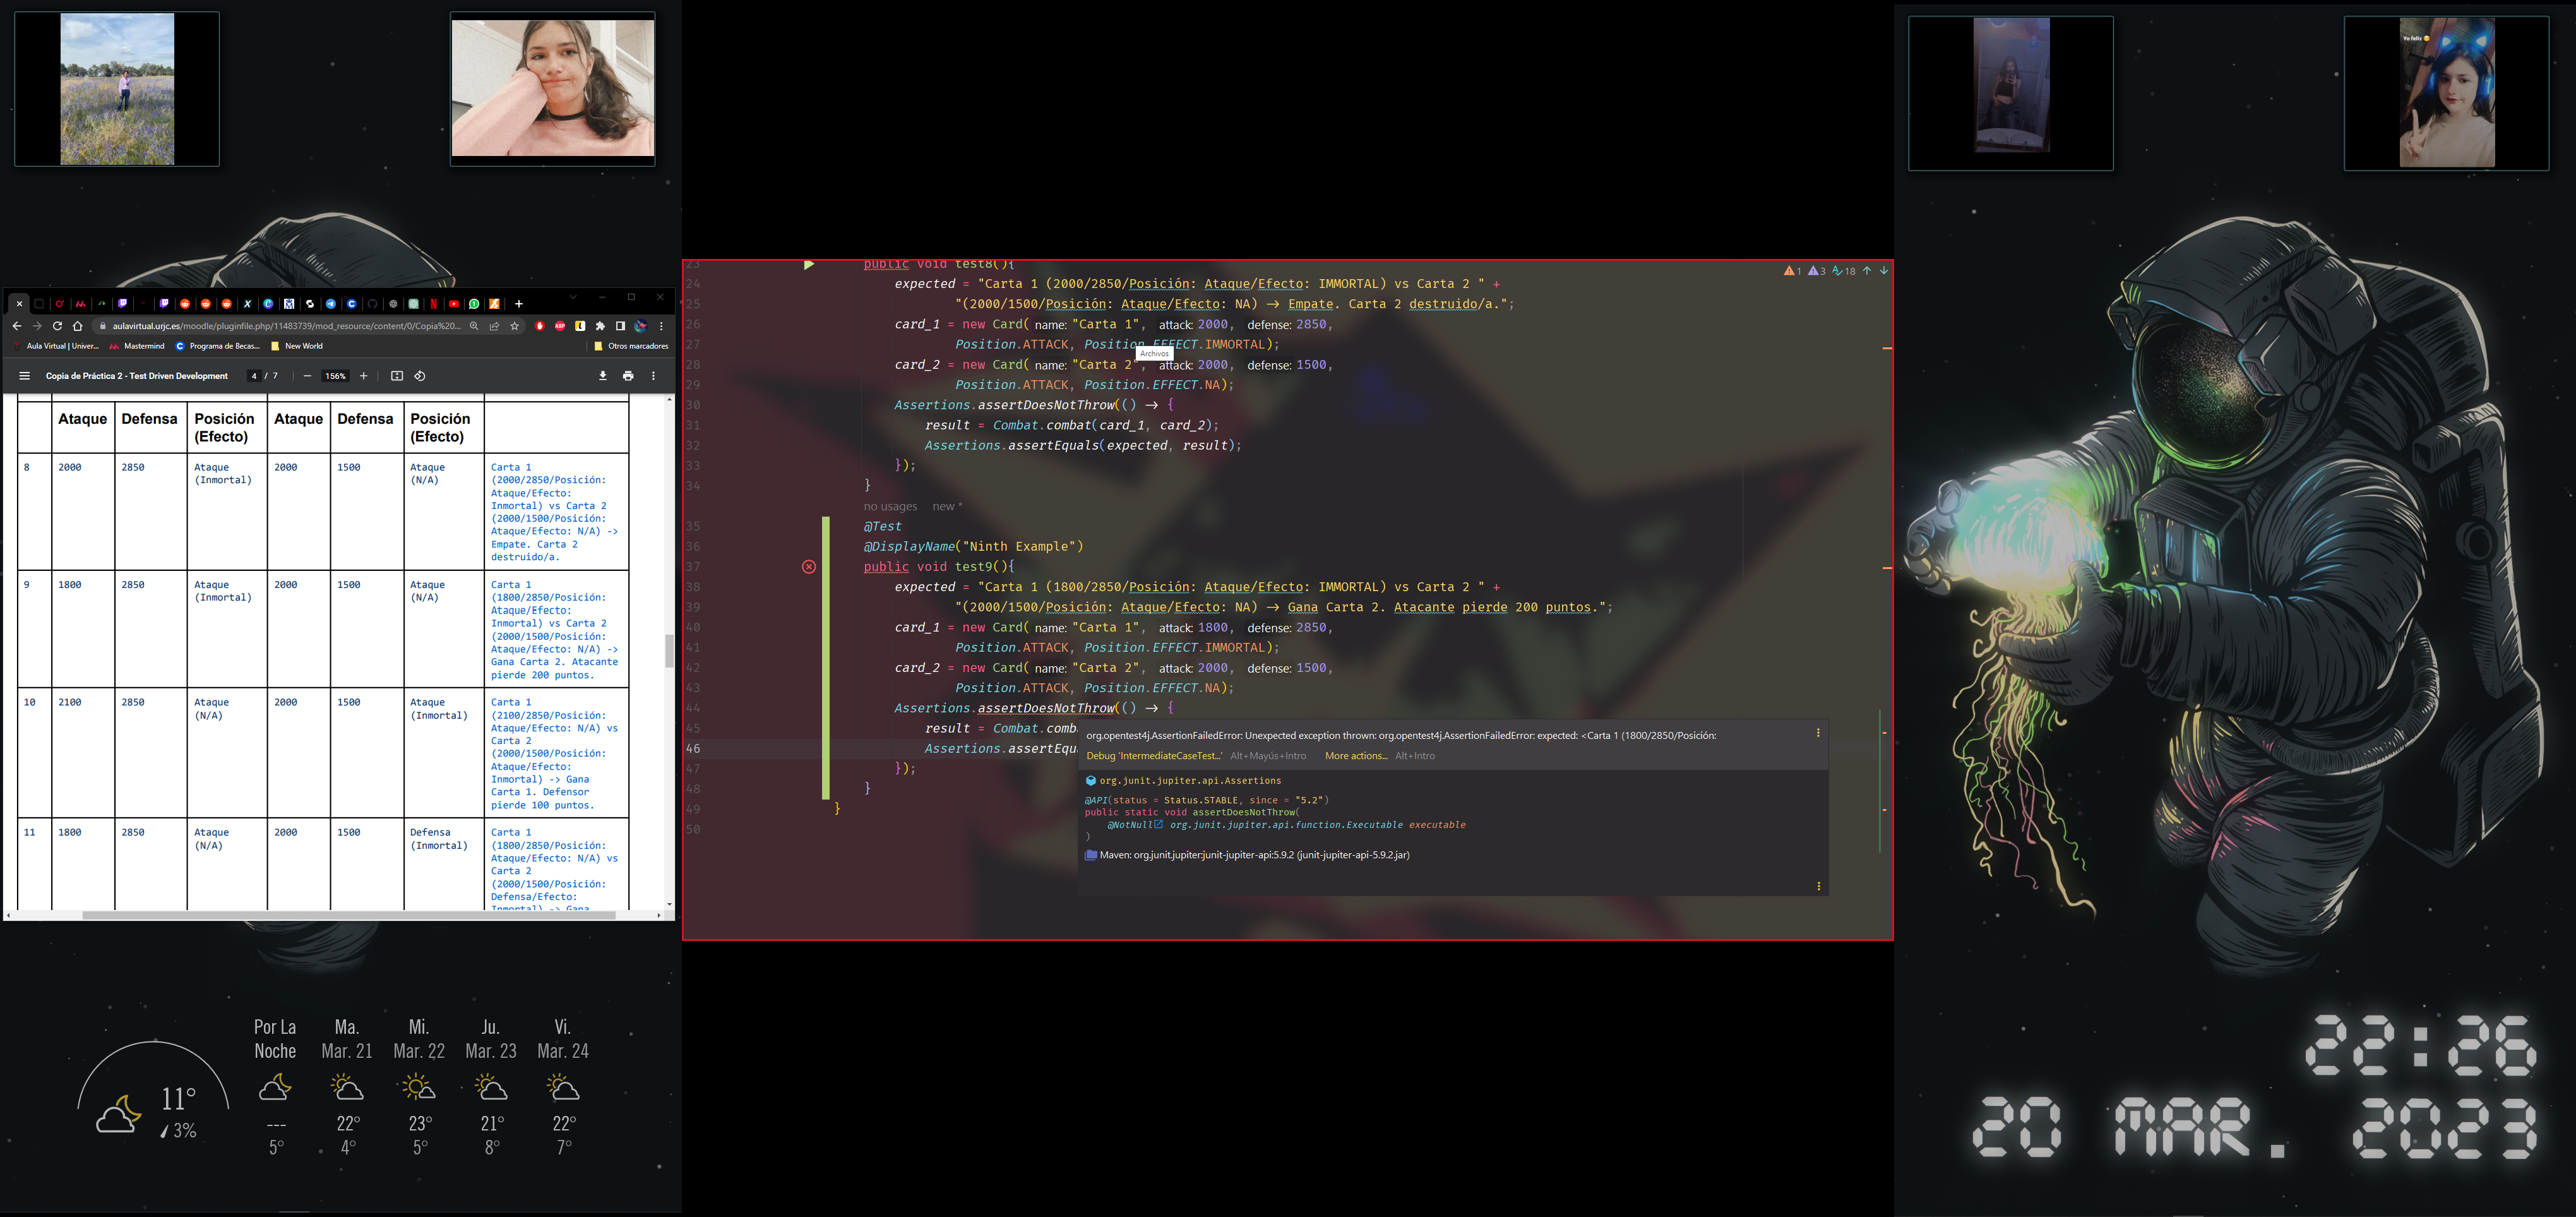 Yo feliz
aulavirtual.urjc.es/moodle/pluginfile.php/11483739/mod_resource/content/0/Copia%20...
Aula Virtual | Univer...
Mastermind
Programa de Becas...
New World
Otros marcadores
Copia de Práctica 2 - Test Driven Development
4 / 7
156%
Ataque Defensa Posición (Efecto) Ataque Defensa Posición (Efecto)
8 2000 2850 Ataque (Inmortal) 2000 1500 Ataque (N/A)
Carta 1
(2000/2850/Posición:
Ataque/Efecto:
Inmortal) vs Carta 2
(2000/1500/Posición:
Ataque/Efecto: N/A) ->
Empate. Carta 2
destruido/a.
9 1800 2850 Ataque (Inmortal) 2000 1500 Ataque (N/A)
Carta 1
(1800/2850/Posición:
Ataque/Efecto:
Inmortal) vs Carta 2
(2000/1500/Posición:
Ataque/Efecto: N/A) ->
Gana Carta 2. Atacante
pierde 200 puntos.
10 2100 2850 Ataque (N/A) 2000 1500 Ataque (Inmortal)
Carta 1
(2100/2850/Posición:
Ataque/Efecto: N/A) vs
Carta 2
(2000/1500/Posición:
Ataque/Efecto:
Inmortal) -> Gana
Carta 1. Defensor
pierde 100 puntos.
11 1800 2850 Ataque (N/A) 2000 1500 Defensa (Inmortal)
Carta 1
(1800/2850/Posición:
Ataque/Efecto: N/A) vs
Carta 2
(2000/1500/Posición:
Defensa/Efecto:
Inmortal) -> Gana
1 3 18
23 public void test8(){
24 expected = "Carta 1 (2000/2850/Posición: Ataque/Efecto: IMMORTAL) vs Carta 2 " +
25 "(2000/1500/Posición: Ataque/Efecto: NA) -> Empate. Carta 2 destruido/a.";
26 card_1 = new Card( name: "Carta 1", attack: 2000, defense: 2850,
27 Position.ATTACK, Position.EFFECT.IMMORTAL);
Archivos
28 card_2 = new Card( name: "Carta 2", attack: 2000, defense: 1500,
29 Position.ATTACK, Position.EFFECT.NA);
30 Assertions.assertDoesNotThrow(() -> {
31 result = Combat.combat(card_1, card_2);
32 Assertions.assertEquals(expected, result);
33 });
34 }
no usages new *
35 @Test
36 @DisplayName("Ninth Example")
37 public void test9(){
38 expected = "Carta 1 (1800/2850/Posición: Ataque/Efecto: IMMORTAL) vs Carta 2 " +
39 "(2000/1500/Posición: Ataque/Efecto: NA) -> Gana Carta 2. Atacante pierde 200 puntos.";
40 card_1 = new Card( name: "Carta 1", attack: 1800, defense: 2850,
41 Position.ATTACK, Position.EFFECT.IMMORTAL);
42 card_2 = new Card( name: "Carta 2", attack: 2000, defense: 1500,
43 Position.ATTACK, Position.EFFECT.NA);
44 Assertions.assertDoesNotThrow(() -> {
45 result = Combat.comb
46 Assertions.assertEqu
47 });
48 }
49 }
50
org.opentest4j.AssertionFailedError: Unexpected exception thrown: org.opentest4j.AssertionFailedError: expected: <Carta 1 (1800/2850/Posición:
Debug 'IntermediateCaseTest...' Alt+Mayús+Intro More actions... Alt+Intro
org.junit.jupiter.api.Assertions
@API(status = Status.STABLE, since = "5.2")
public static void assertDoesNotThrow(
@NotNull org.junit.jupiter.api.function.Executable executable
)
Maven: org.junit.jupiter:junit-jupiter-api:5.9.2 (junit-jupiter-api-5.9.2.jar)
Por La Noche
Ma. Mar. 21
Mi. Mar. 22
Ju. Mar. 23
Vi. Mar. 24
11°
3%
--- 22° 23° 21° 22°
5° 4° 5° 8° 7°
22:26
20 MAR. 2023